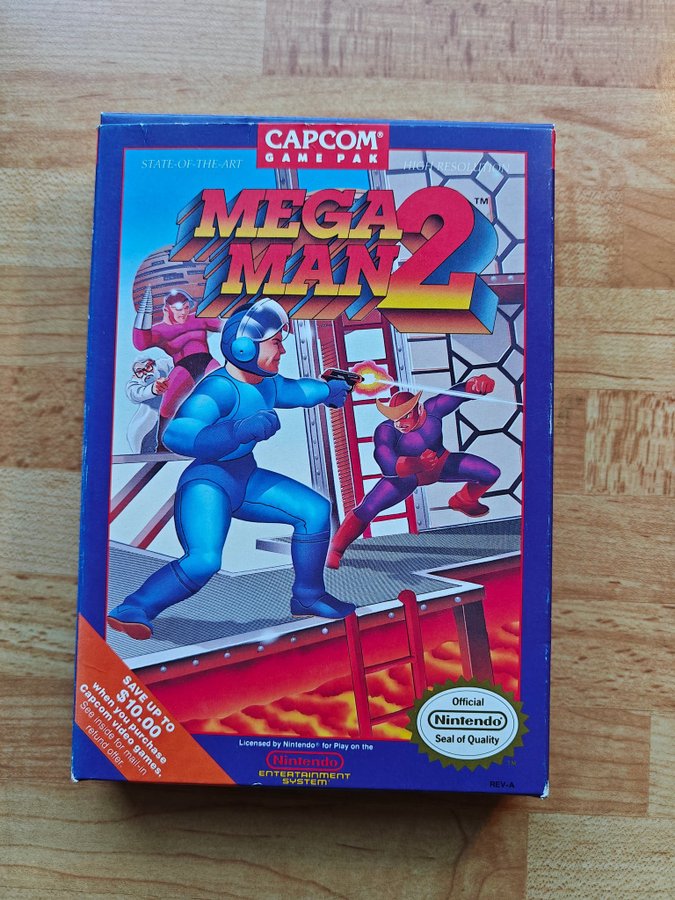 CAPCOM®
GAME PAK
STATE-OF-THE-ART
HIGH RESOLUTION
MEGA
MAN 2™
SAVE UP TO
$10.00
when you purchase
Capcom video games.
See inside for mail-in
refund offer.
Licensed by Nintendo® for Play on the
Nintendo®
ENTERTAINMENT
SYSTEM®
Official
Nintendo®
Seal of Quality
TM
REV-A